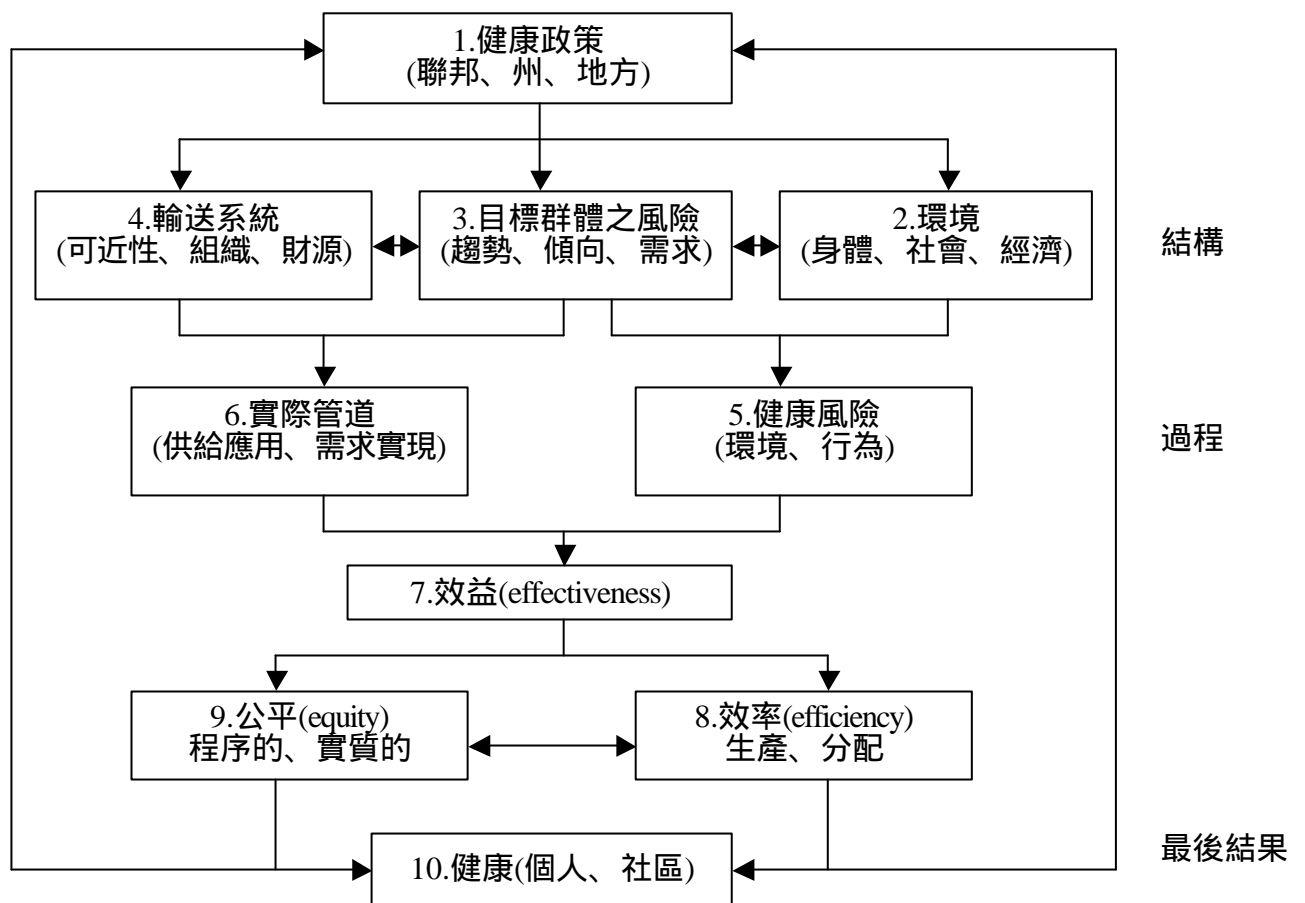 1.健康政策
(聯邦、州、地方)
4.輸送系統
(可近性、組織、財源)
3.目標群體之風險
(趨勢、傾向、需求)
2.環境
(身體、社會、經濟)
結構
6.實際管道
(供給應用、需求實現)
5.健康風險
(環境、行為)
過程
7.效益(effectiveness)
9.公平(equity)
程序的、實質的
8.效率(efficiency)
生產、分配
10.健康(個人、社區)
最後結果